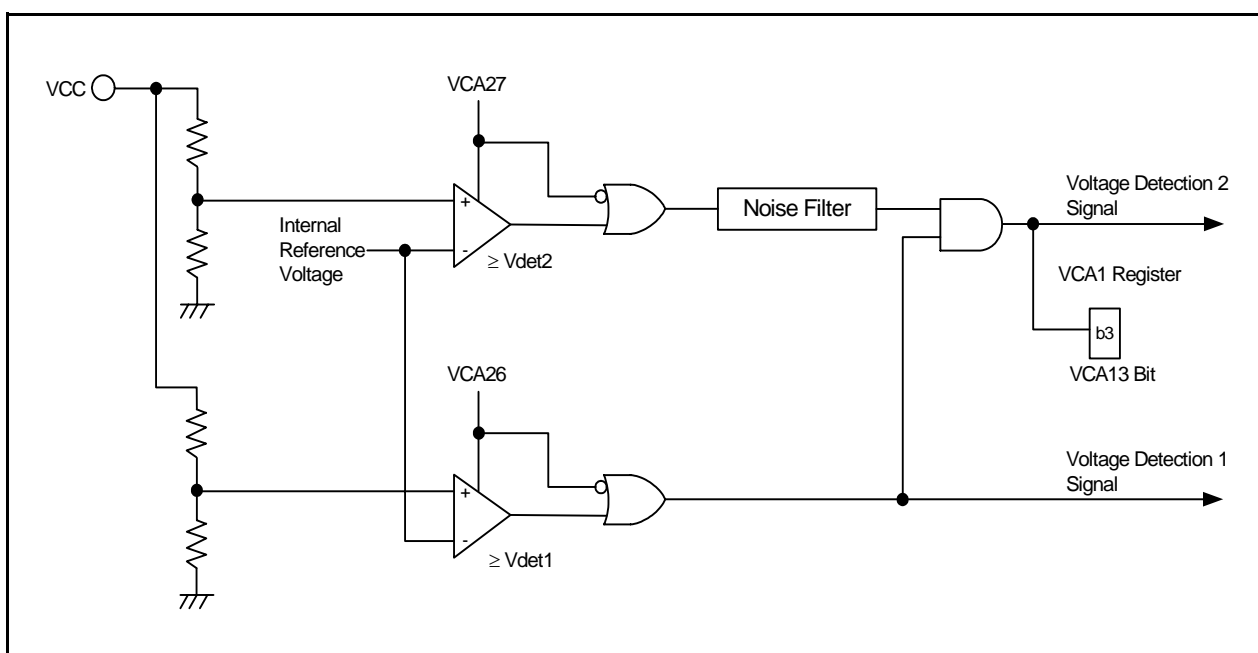 VCC
VCA27
Internal
Reference
Voltage
+
-
≥ Vdet2
Noise Filter
Voltage Detection 2
Signal
VCA1 Register
b3
VCA13 Bit
VCA26
+
-
≥ Vdet1
Voltage Detection 1
Signal